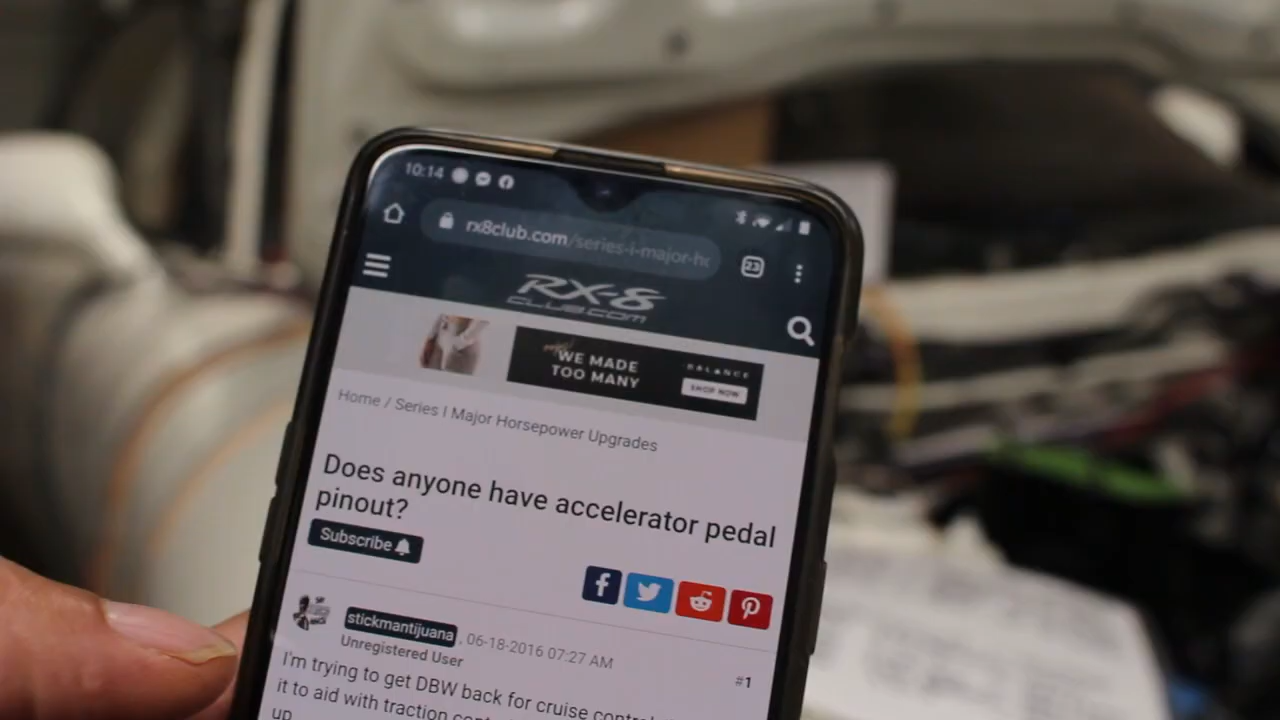 10:14
rx8club.com/series-i-major-hc
23
RX-8
CLUB.COM
WE MADE
TOO MANY
BALANCE
SHOP NOW
Home / Series I Major Horsepower Upgrades
Does anyone have accelerator pedal
pinout?
Subscribe
stickmantijuana , 06-18-2016 07:27 AM
Unregistered User
#1
I'm trying to get DBW back for cruise control
it to aid with traction
up